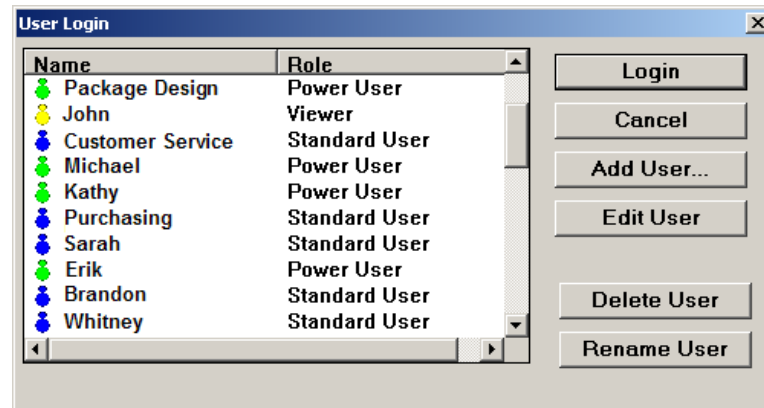 User Login
Name Role
Package Design Power User
John Viewer
Customer Service Standard User
Michael Power User
Kathy Power User
Purchasing Standard User
Sarah Standard User
Erik Power User
Brandon Standard User
Whitney Standard User
Login
Cancel
Add User...
Edit User
Delete User
Rename User